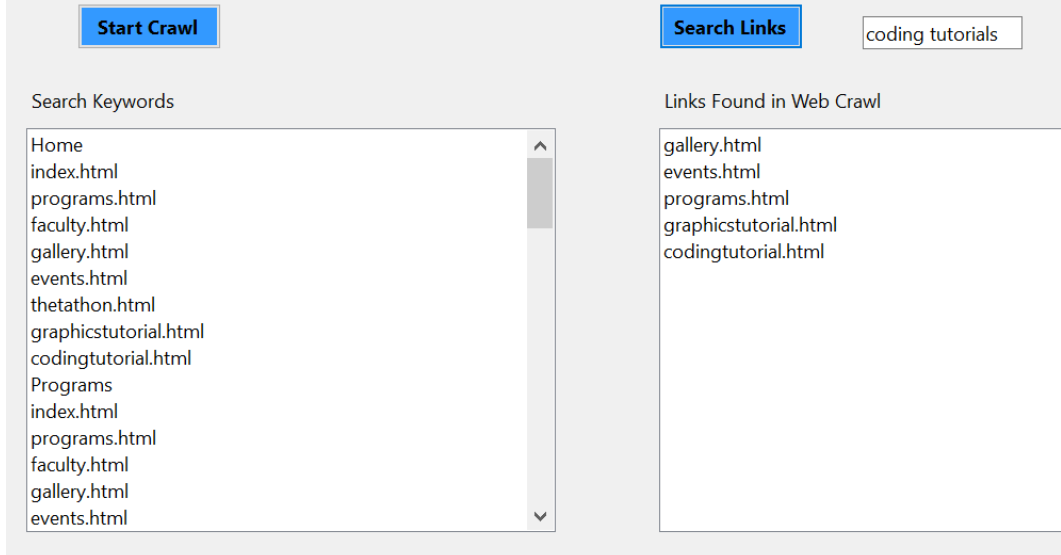 Start Crawl
Search Links
coding tutorials
Search Keywords
Home
index.html
programs.html
faculty.html
gallery.html
events.html
thetathon.html
graphicstutorial.html
codingtutorial.html
Programs
index.html
programs.html
faculty.html
gallery.html
events.html
Links Found in Web Crawl
gallery.html
events.html
programs.html
graphicstutorial.html
codingtutorial.html